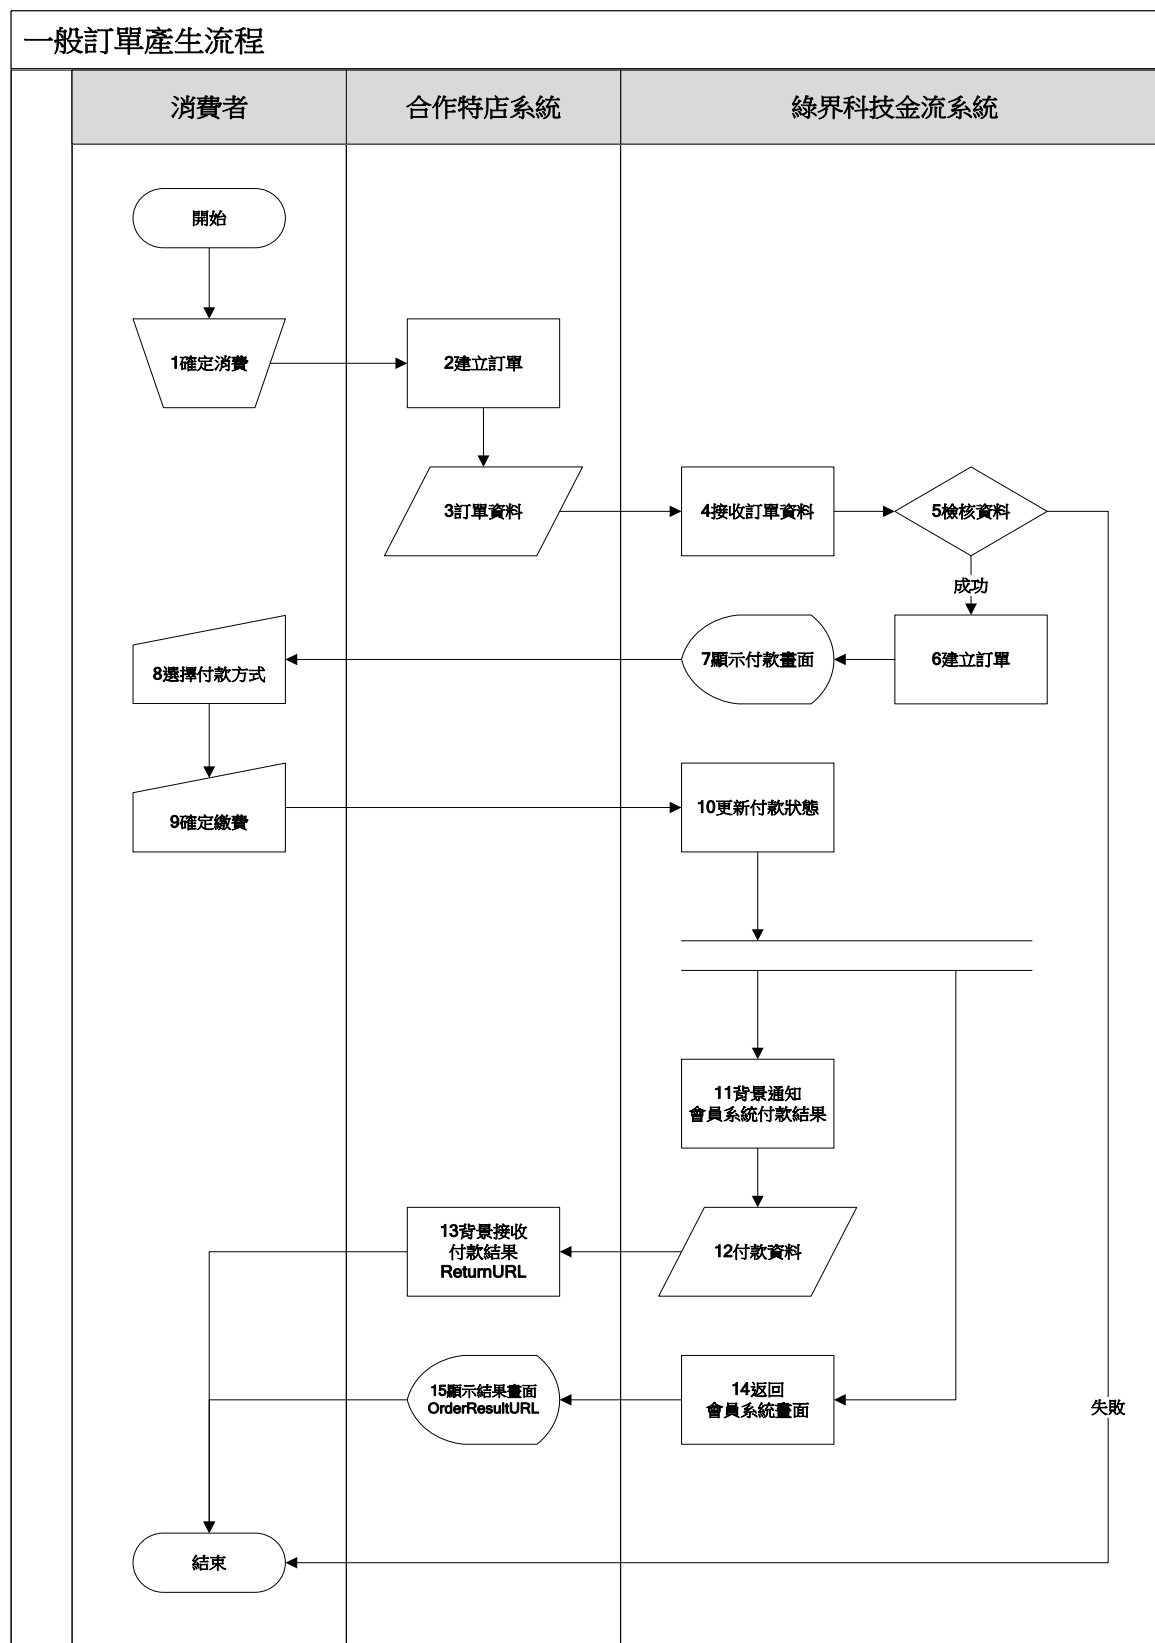 一般訂單產生流程
消費者
合作特店系統
綠界科技金流系統
開始
1確定消費
2建立訂單
3訂單資料
4接收訂單資料
5檢核資料
成功
6建立訂單
7顯示付款畫面
8選擇付款方式
9確定繳費
10更新付款狀態
11背景通知
會員系統付款結果
12付款資料
13背景接收
付款結果
ReturnURL
14返回
會員系統畫面
15顯示結果畫面
OrderResultURL
失敗
結束